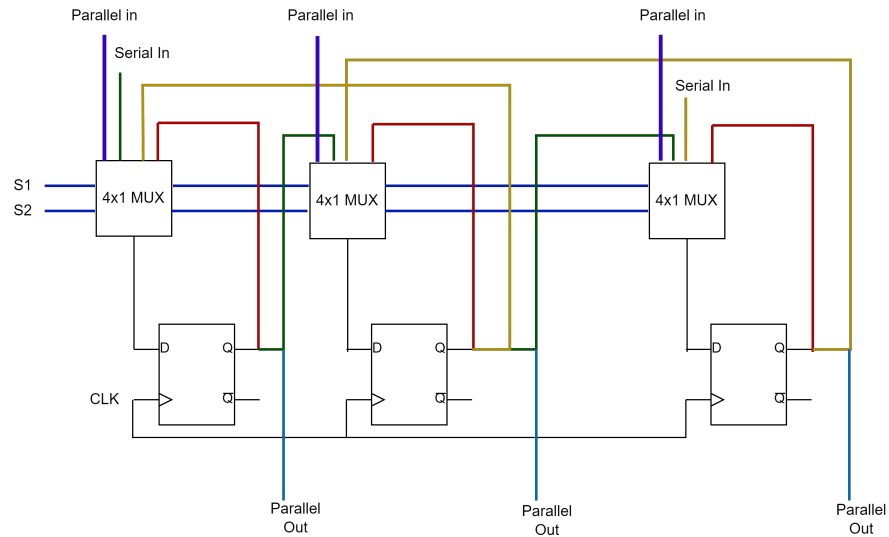 Parallel in
Parallel in
Parallel in
Serial In
Serial In
S1
S2
4x1 MUX
4x1 MUX
4x1 MUX
D
Q
D
Q
D
Q
CLK
Q̅
Q̅
Q̅
Parallel
Out
Parallel
Out
Parallel
Out